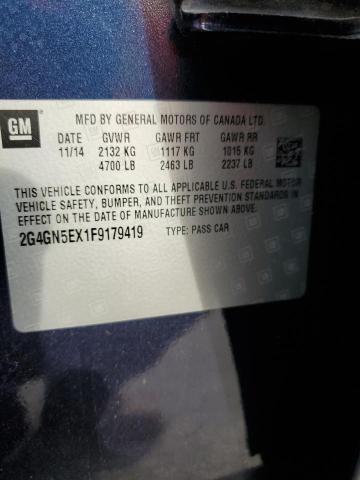 GM
MFD BY GENERAL MOTORS OF CANADA LTD.
DATE GVWR GAWR FRT GAWR RR
11/14 2132 KG 1117 KG 1015 KG
4700 LB 2463 LB 2237 LB
THIS VEHICLE CONFORMS TO ALL APPLICABLE U.S. FEDERAL MOTOR
VEHICLE SAFETY, BUMPER, AND THEFT PREVENTION STANDARDS IN
EFFECT ON THE DATE OF MANUFACTURE SHOWN ABOVE.
2G4GN5EX1F9179419 TYPE: PASS CAR